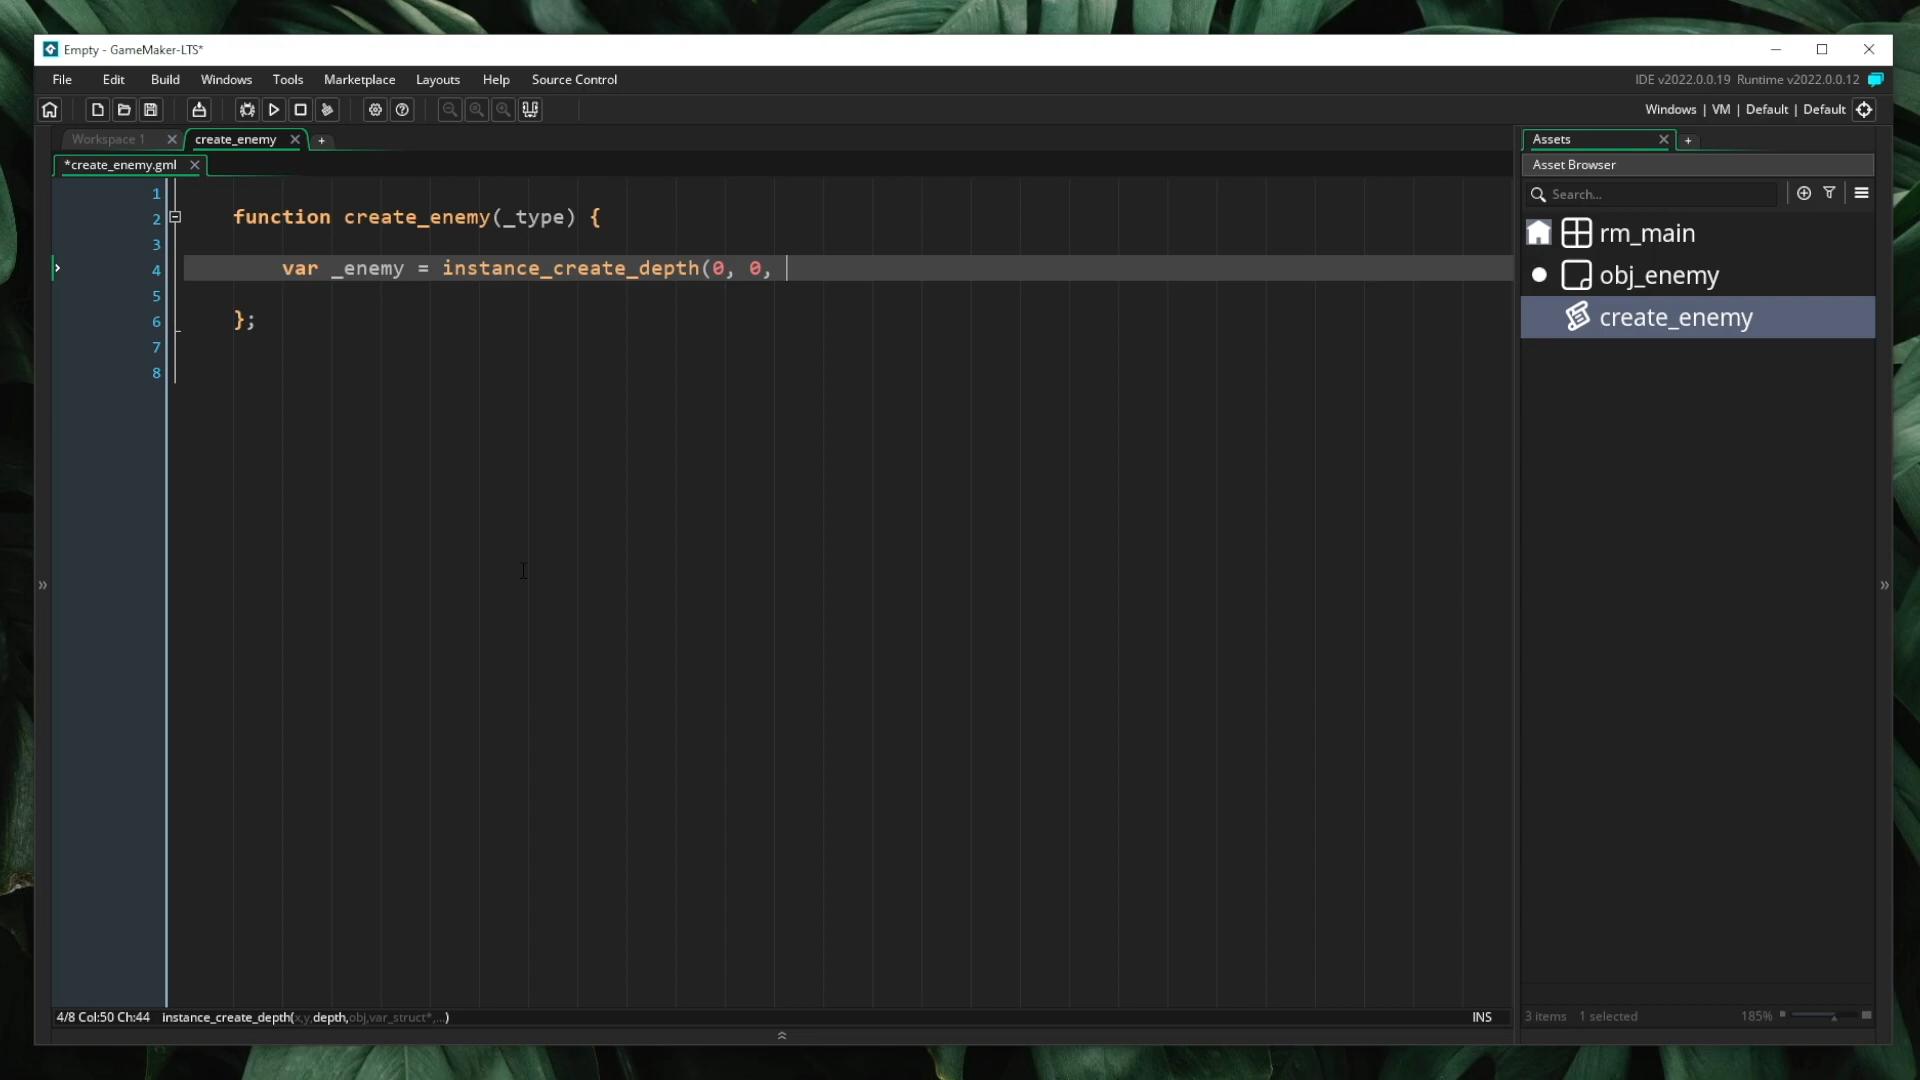 Empty - GameMaker-LTS*
File Edit Build Windows Tools Marketplace Layouts Help Source Control
IDE v2022.0.0.19 Runtime v2022.0.0.12
Windows | VM | Default | Default
Workspace 1
create_enemy
*create_enemy.gml
1
2 function create_enemy(_type) {
3
4 var _enemy = instance_create_depth(0, 0,
5
6 };
7
8
4/8 Col:50 Ch:44 instance_create_depth(x,y,depth,obj,var_struct*,...)
INS
Assets
Asset Browser
Search...
rm_main
obj_enemy
create_enemy
3 items 1 selected
185%